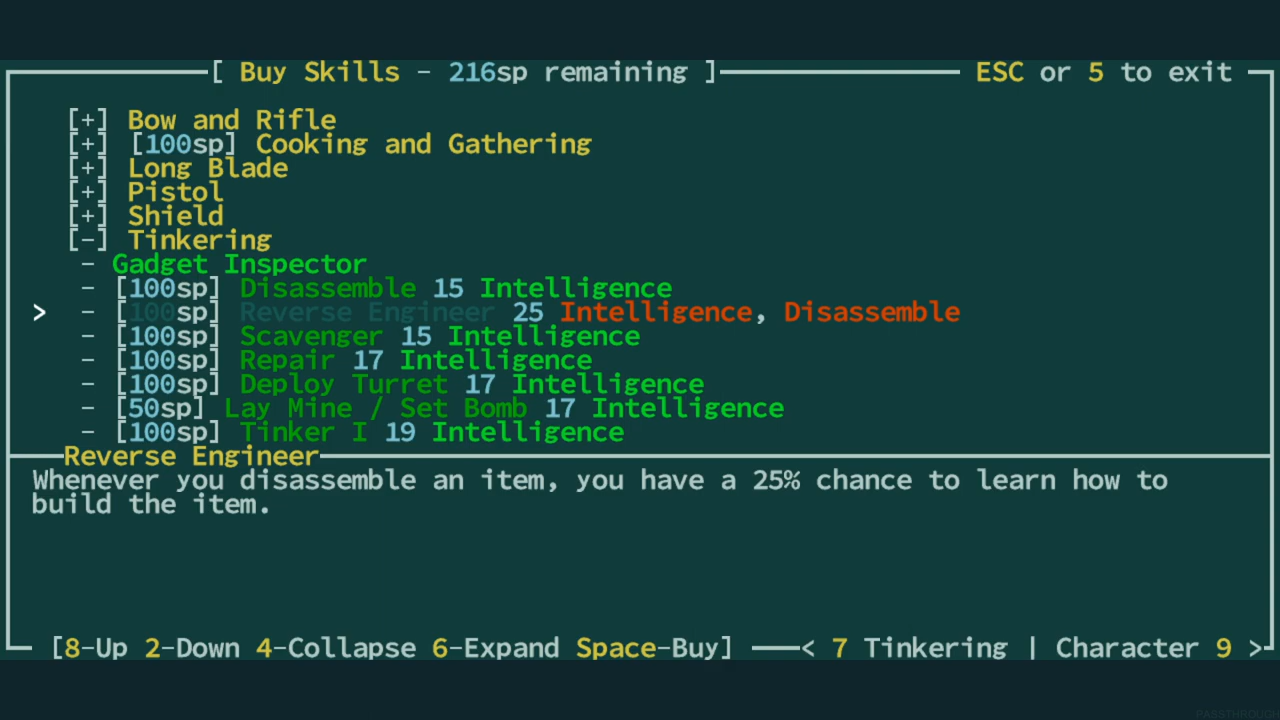 [ Buy Skills - 216sp remaining ] ESC or 5 to exit
[+] Bow and Rifle
[+] [100sp] Cooking and Gathering
[+] Long Blade
[+] Pistol
[+] Shield
[-] Tinkering
- Gadget Inspector
- [100sp] Disassemble 15 Intelligence
> - [100sp] Reverse Engineer 25 Intelligence, Disassemble
- [100sp] Scavenger 15 Intelligence
- [100sp] Repair 17 Intelligence
- [100sp] Deploy Turret 17 Intelligence
- [50sp] Lay Mine / Set Bomb 17 Intelligence
- [100sp] Tinker I 19 Intelligence
Reverse Engineer
Whenever you disassemble an item, you have a 25% chance to learn how to
build the item.
[8-Up 2-Down 4-Collapse 6-Expand Space-Buy] < 7 Tinkering | Character 9 >